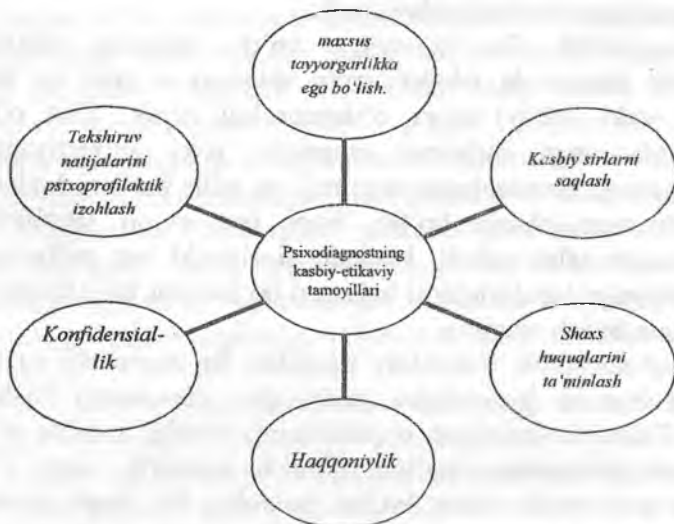 maxsus
tayyorgarlikka
ega bo‘lish.
Tekshiruv
natijalarini
psixoprofilaktik
izohlash
Kasbiy sirlarni
saqlash
Psixodiagnostning
kasbiy-etikaviy
tamoyillari
Konfidensial-
lik
Shaxs
huquqlarini
ta‘minlash
Haqqoniylik